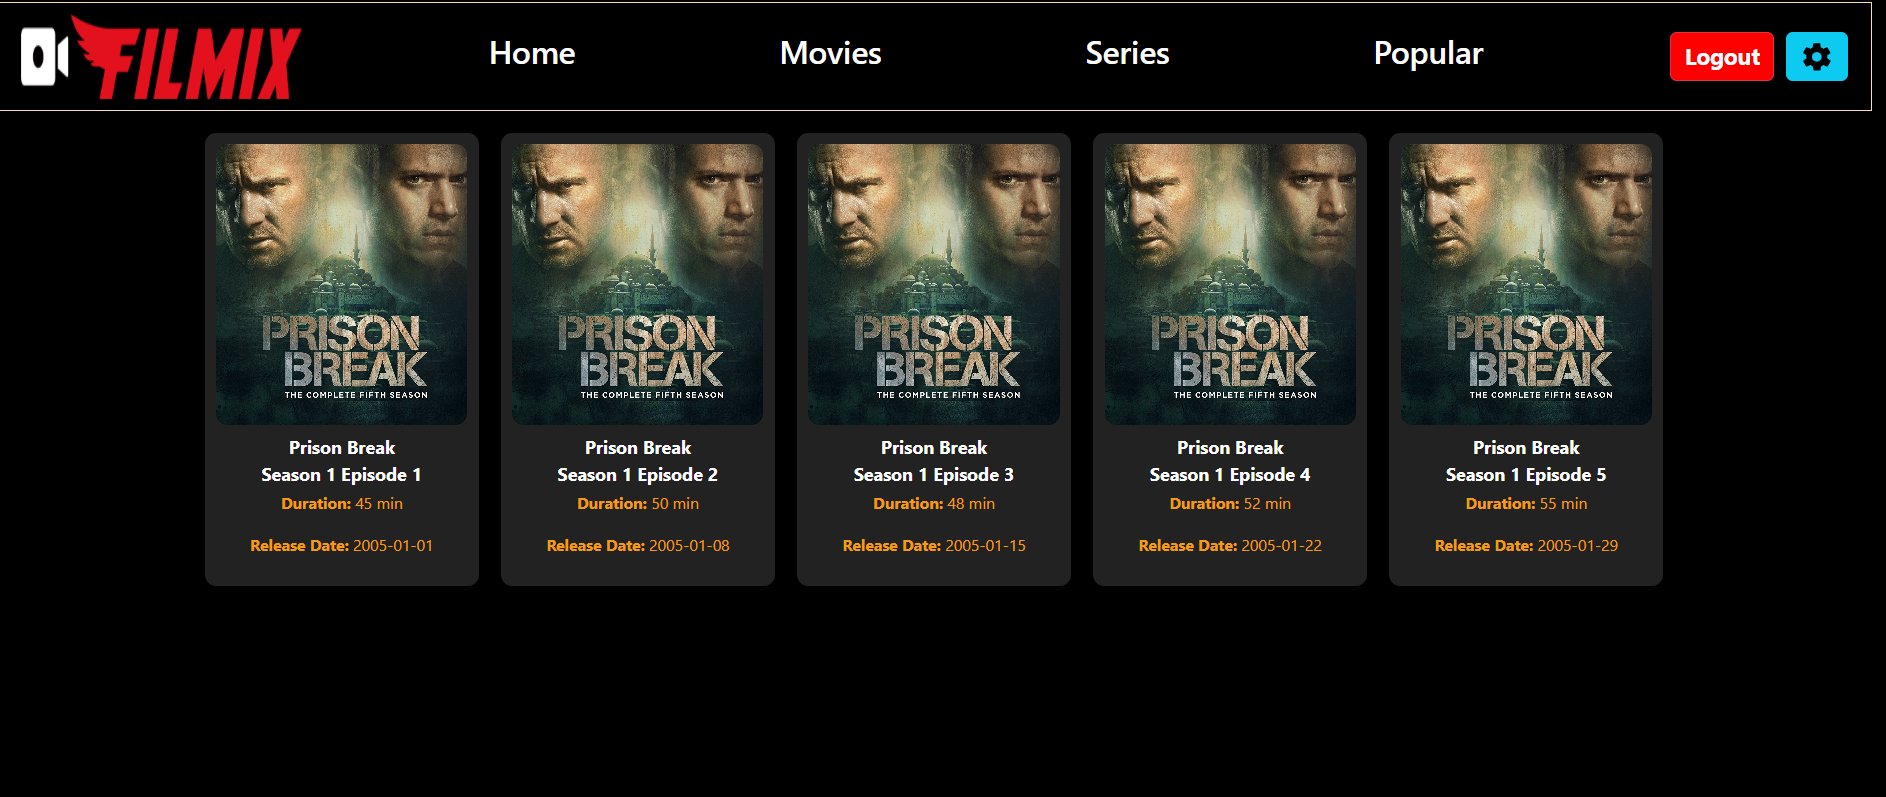 FILMIX
Home Movies Series Popular Logout
PRISON
BREAK
THE COMPLETE FIFTH SEASON
Prison Break
Season 1 Episode 1
Duration: 45 min
Release Date: 2005-01-01
PRISON
BREAK
THE COMPLETE FIFTH SEASON
Prison Break
Season 1 Episode 2
Duration: 50 min
Release Date: 2005-01-08
PRISON
BREAK
THE COMPLETE FIFTH SEASON
Prison Break
Season 1 Episode 3
Duration: 48 min
Release Date: 2005-01-15
PRISON
BREAK
THE COMPLETE FIFTH SEASON
Prison Break
Season 1 Episode 4
Duration: 52 min
Release Date: 2005-01-22
PRISON
BREAK
THE COMPLETE FIFTH SEASON
Prison Break
Season 1 Episode 5
Duration: 55 min
Release Date: 2005-01-29